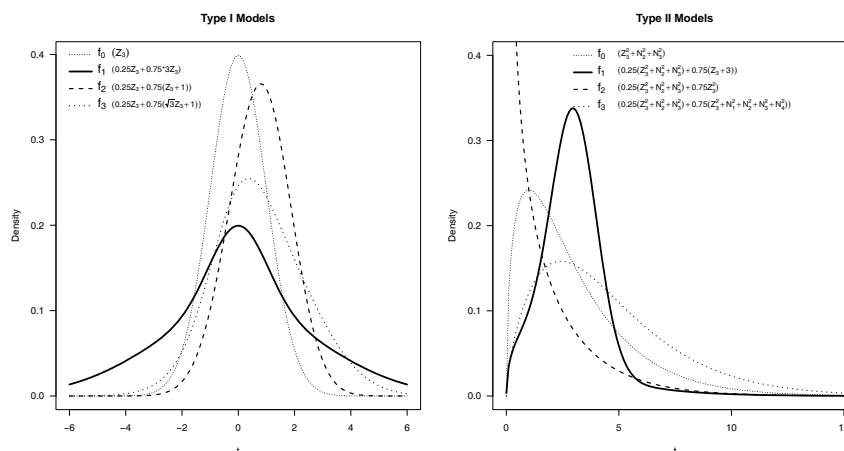 Type I Models
f₀ (Z₃)
f₁ (0.25Z₃+0.75*3Z₃)
f₂ (0.25Z₃+0.75(Z₃+1))
f₃ (0.25Z₃+0.75(√3Z₃+1))
Density
0.0
0.1
0.2
0.3
0.4
−6
−4
−2
0
2
4
6
Type II Models
f₀ (Z₃²+N₂²+N₃²)
f₁ (0.25(Z₃²+N₂²+N₃²)+0.75(Z₃+3))
f₂ (0.25(Z₃²+N₂²+N₃²)+0.75Z₃²)
f₃ (0.25(Z₃²+N₂²+N₃²)+0.75(Z₃²+N₁²+N₂²+N₃²+N₄²))
Density
0.0
0.1
0.2
0.3
0.4
0
5
10
15